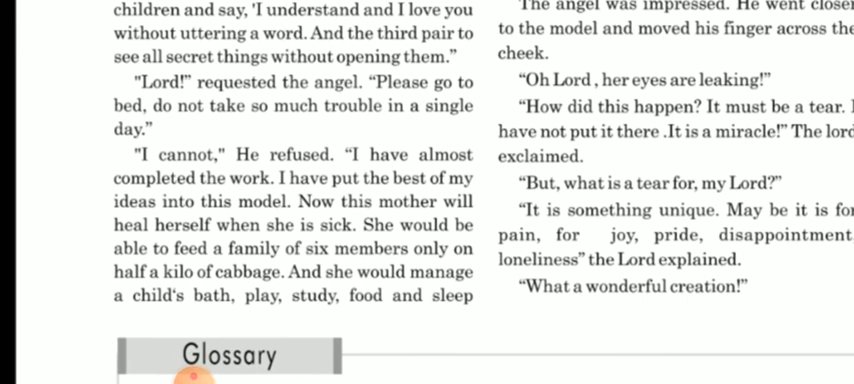 children and say, 'I understand and I love you
without uttering a word. And the third pair to
see all secret things without opening them.”
"Lord!” requested the angel. “Please go to
bed, do not take so much trouble in a single
day.”
"I cannot," He refused. “I have almost
completed the work. I have put the best of my
ideas into this model. Now this mother will
heal herself when she is sick. She would be
able to feed a family of six members only on
half a kilo of cabbage. And she would manage
a child‘s bath, play, study, food and sleep
The angel was impressed. He went closer
to the model and moved his finger across the
cheek.
“Oh Lord , her eyes are leaking!”
“How did this happen? It must be a tear. I
have not put it there .It is a miracle!” The lord
exclaimed.
“But, what is a tear for, my Lord?”
“It is something unique. May be it is for
pain, for joy, pride, disappointment
loneliness” the Lord explained.
“What a wonderful creation!”
Glossary